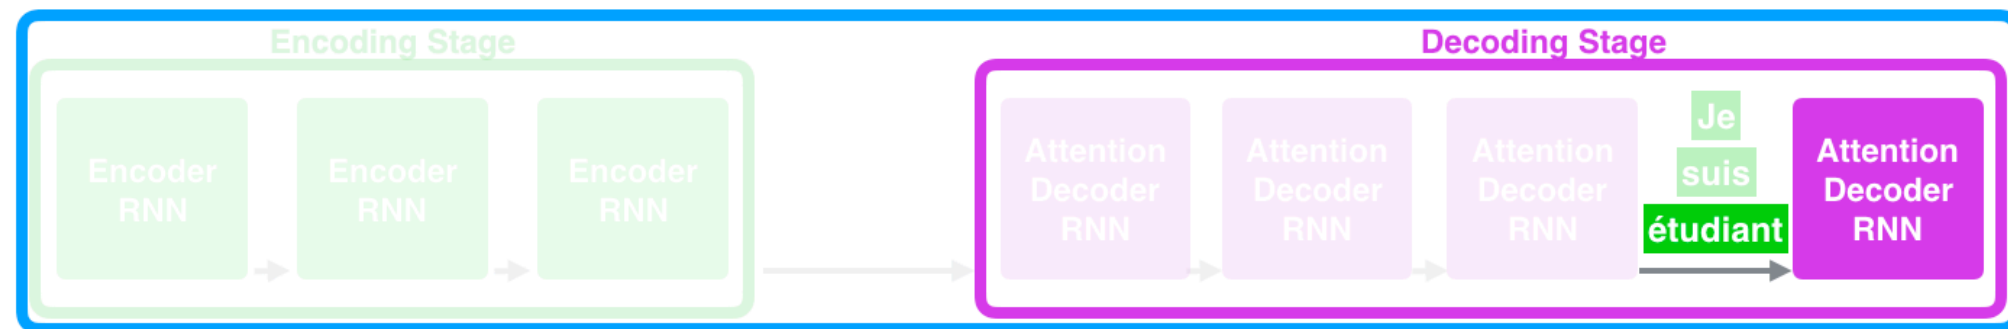 Encoding Stage
Decoding Stage
Encoder
RNN
Encoder
RNN
Encoder
RNN
Attention
Decoder
RNN
Attention
Decoder
RNN
Attention
Decoder
RNN
Je
suis
étudiant
Attention
Decoder
RNN